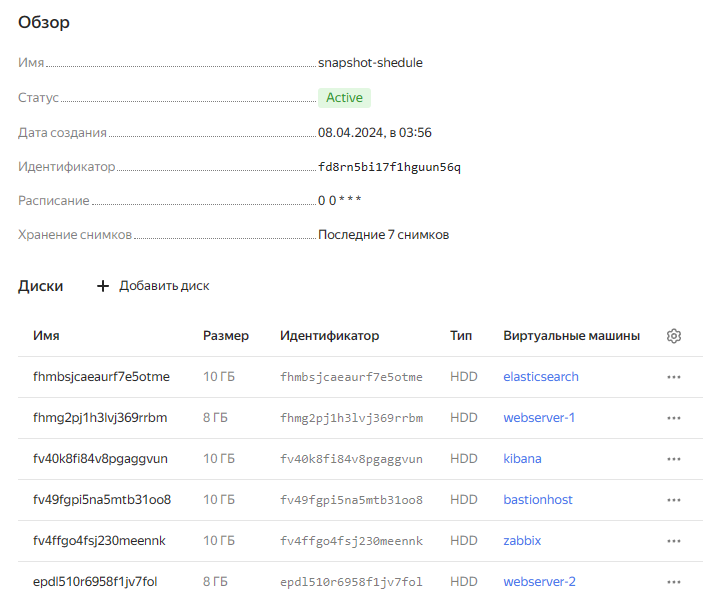 Обзор
Имя snapshot-shedule
Статус Active
Дата создания 08.04.2024, в 03:56
Идентификатор fd8rn5bi17f1hguun56q
Расписание 0 0 * * *
Хранение снимков Последние 7 снимков
Диски + Добавить диск
Имя Размер Идентификатор Тип Виртуальные машины
fhmbsjcaeaurf7e5otme 10 ГБ fhmbsjcaeaurf7e5otme HDD elasticsearch
fhmg2pj1h3lvj369rrbm 8 ГБ fhmg2pj1h3lvj369rrbm HDD webserver-1
fv40k8fi84v8pgaggvun 10 ГБ fv40k8fi84v8pgaggvun HDD kibana
fv49fgpi5na5mtb31oo8 10 ГБ fv49fgpi5na5mtb31oo8 HDD bastionhost
fv4ffgo4fsj230meennk 10 ГБ fv4ffgo4fsj230meennk HDD zabbix
epdl510r6958f1jv7fol 8 ГБ epdl510r6958f1jv7fol HDD webserver-2